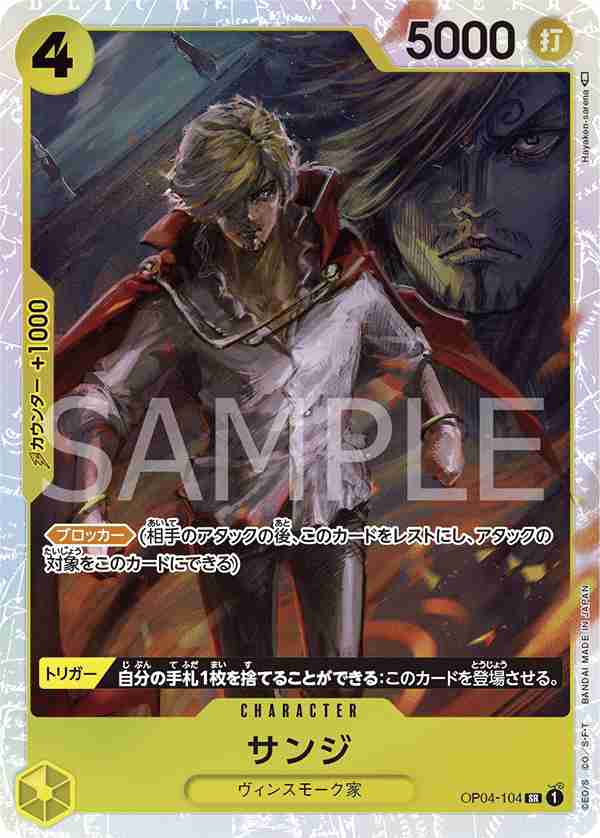 4
5000
打
Hayaken-sarena
カウンター +1000
SAMPLE
ブロッカー (相手のアタックの後、このカードをレストにし、アタックの
対象をこのカードにできる)
トリガー 自分の手札1枚を捨てることができる:このカードを登場させる。
CHARACTER
サンジ
ヴィンスモーク家
OP04-104 SR 1
©E.O/S ©O/S・F・T BANDAI MADE IN JAPAN